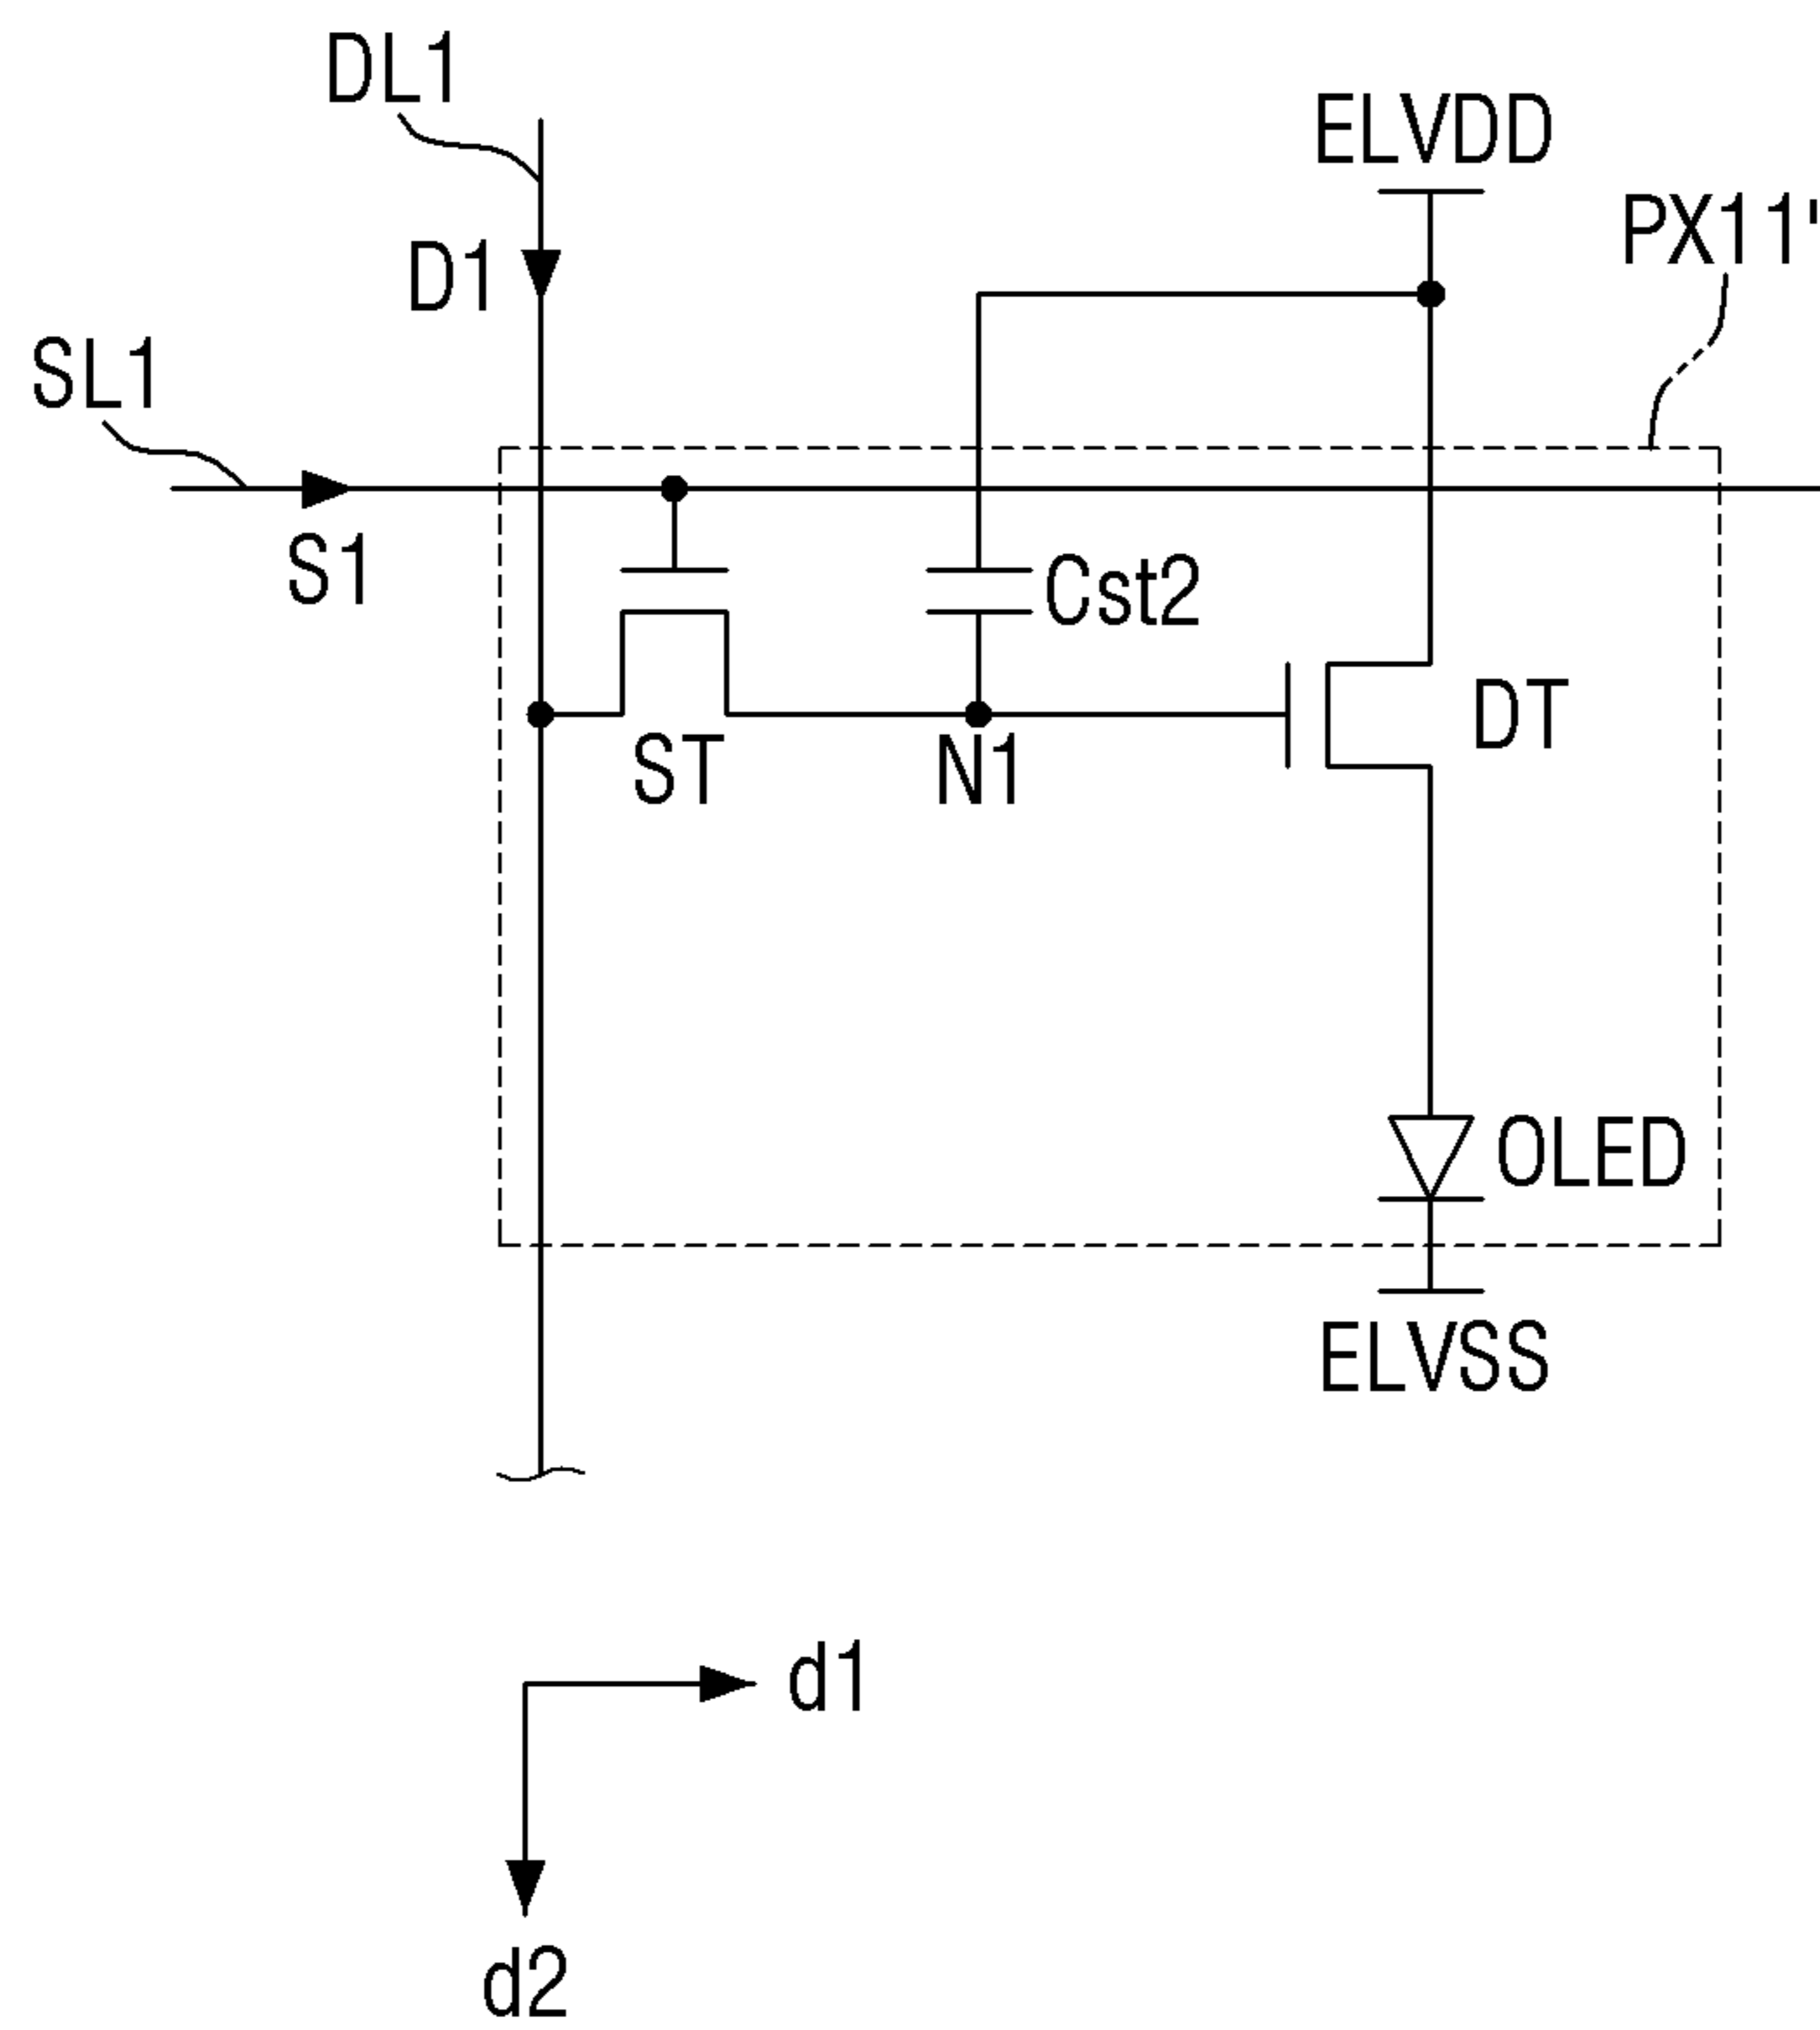 DL1
ELVDD
PX11'
D1
SL1
S1
Cst2
DT
ST
N1
OLED
ELVSS
d1
d2